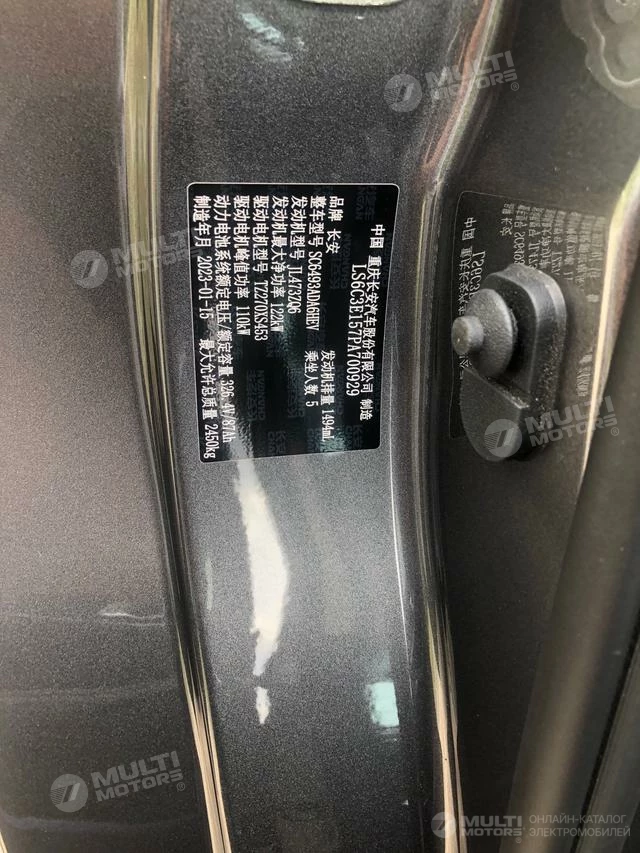 中国 重庆长安汽车股份有限公司 制造
LS6C3E157PA700929
品牌 长安
整车型号 SC6493ADA6HEV 乘坐人数 5
发动机型号 JL473ZQ6 发动机排量 1494mL
发动机最大净功率 122kW
驱动电机型号 TZ270XS453
驱动电机峰值功率 110kW
动力电池系统额定电压/额定容量 326.4V/87Ah
制造年月 2023-01-15 最大允许总质量 2450kg
MULTI MOTORS
MULTI MOTORS
MULTI MOTORS
MULTI MOTORS ОНЛАЙН-КАТАЛОГ ЭЛЕКТРОМОБИЛЕЙ